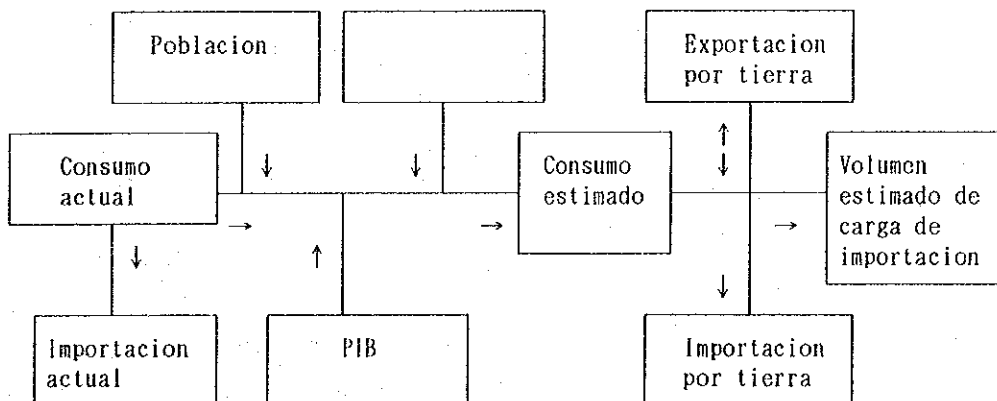 Poblacion
Exportacion
por tierra
Consumo
actual
Consumo
estimado
Volumen
estimado de
carga de
importacion
Importacion
actual
PIB
Importacion
por tierra